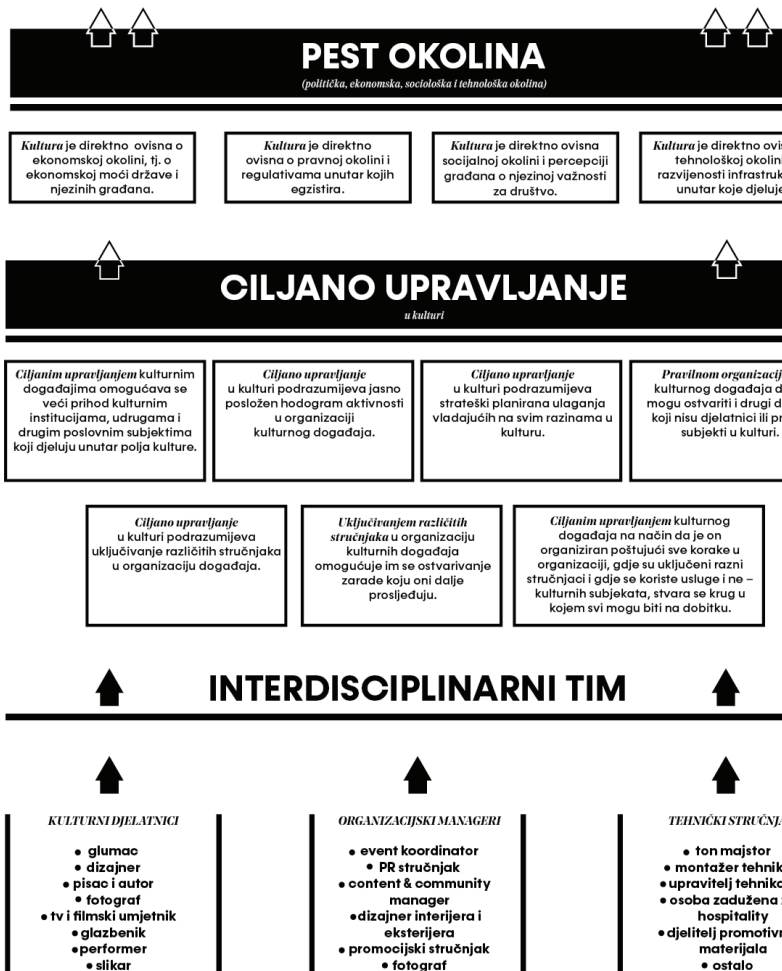 PEST OKOLINA
(politička, ekonomska, sociološka i tehnološka okolina)
Kultura je direktno ovisna o
ekonomskoj okolini, tj. o
ekonomskoj moći države i
njezinih građana.
Kultura je direktno
ovisna o pravnoj okolini i
regulativama unutar kojih
egzistira.
Kultura je direktno ovisna
socijalnoj okolini i percepciji
građana o njezinoj važnosti
za društvo.
Kultura je direktno
tehnološkoj
razvijenosti
unutar koje djeluje
CILJANO UPRAVLJANJE
u kulturi
Ciljanim upravljanjem kulturnim
događajima omogućava se
veći prihod kulturnim
institucijama, udrugama i
drugim poslovnim subjektima
koji djeluju unutar polja kulture.
Ciljano upravljanje
u kulturi podrazumijeva jasno
posložen hodogram aktivnosti
u organizaciji
kulturnog događaja.
Ciljano upravljanje
u kulturi podrazumijeva
strateški planirana ulaganja
vladajućih na svim razinama u
kulturu.
Pravilnom
kulturnog događaja
mogu ostvariti i drugi
koji nisu djelatnici ili
subjekti u kulturi.
Ciljano upravljanje
u kulturi podrazumijeva
uključivanje različitih stručnjaka
u organizaciju događaja.
Uključivanjem različitih
stručnjaka u organizaciju
kulturnih događaja
omogućuje im se ostvarivanje
zarade koju oni dalje
prosljeđuju.
Ciljanim upravljanjem kulturnog
događaja na način da je on
organiziran poštujući sve korake u
organizaciji, gdje su uključeni razni
stručnjaci i gdje se koriste usluge i ne –
kulturnih subjekata, stvara se krug u
kojem svi mogu biti na dobitku.
INTERDISCIPLINARNI TIM
KULTURNI DJELATNICI
• glumac
• dizajner
• pisac i autor
• fotograf
• tv i filmski umjetnik
• glazbenik
• performer
• slikar
ORGANIZACIJSKI MANAGERI
• event koordinator
• PR stručnjak
• content & community
manager
• dizajner interijera i
eksterijera
• promocijski stručnjak
• fotograf
TEHNIČKI
• ton majstor
• montažer
• upravitelj
• osoba zadužena
hospitality
• djelitelj
materijala
• ostalo